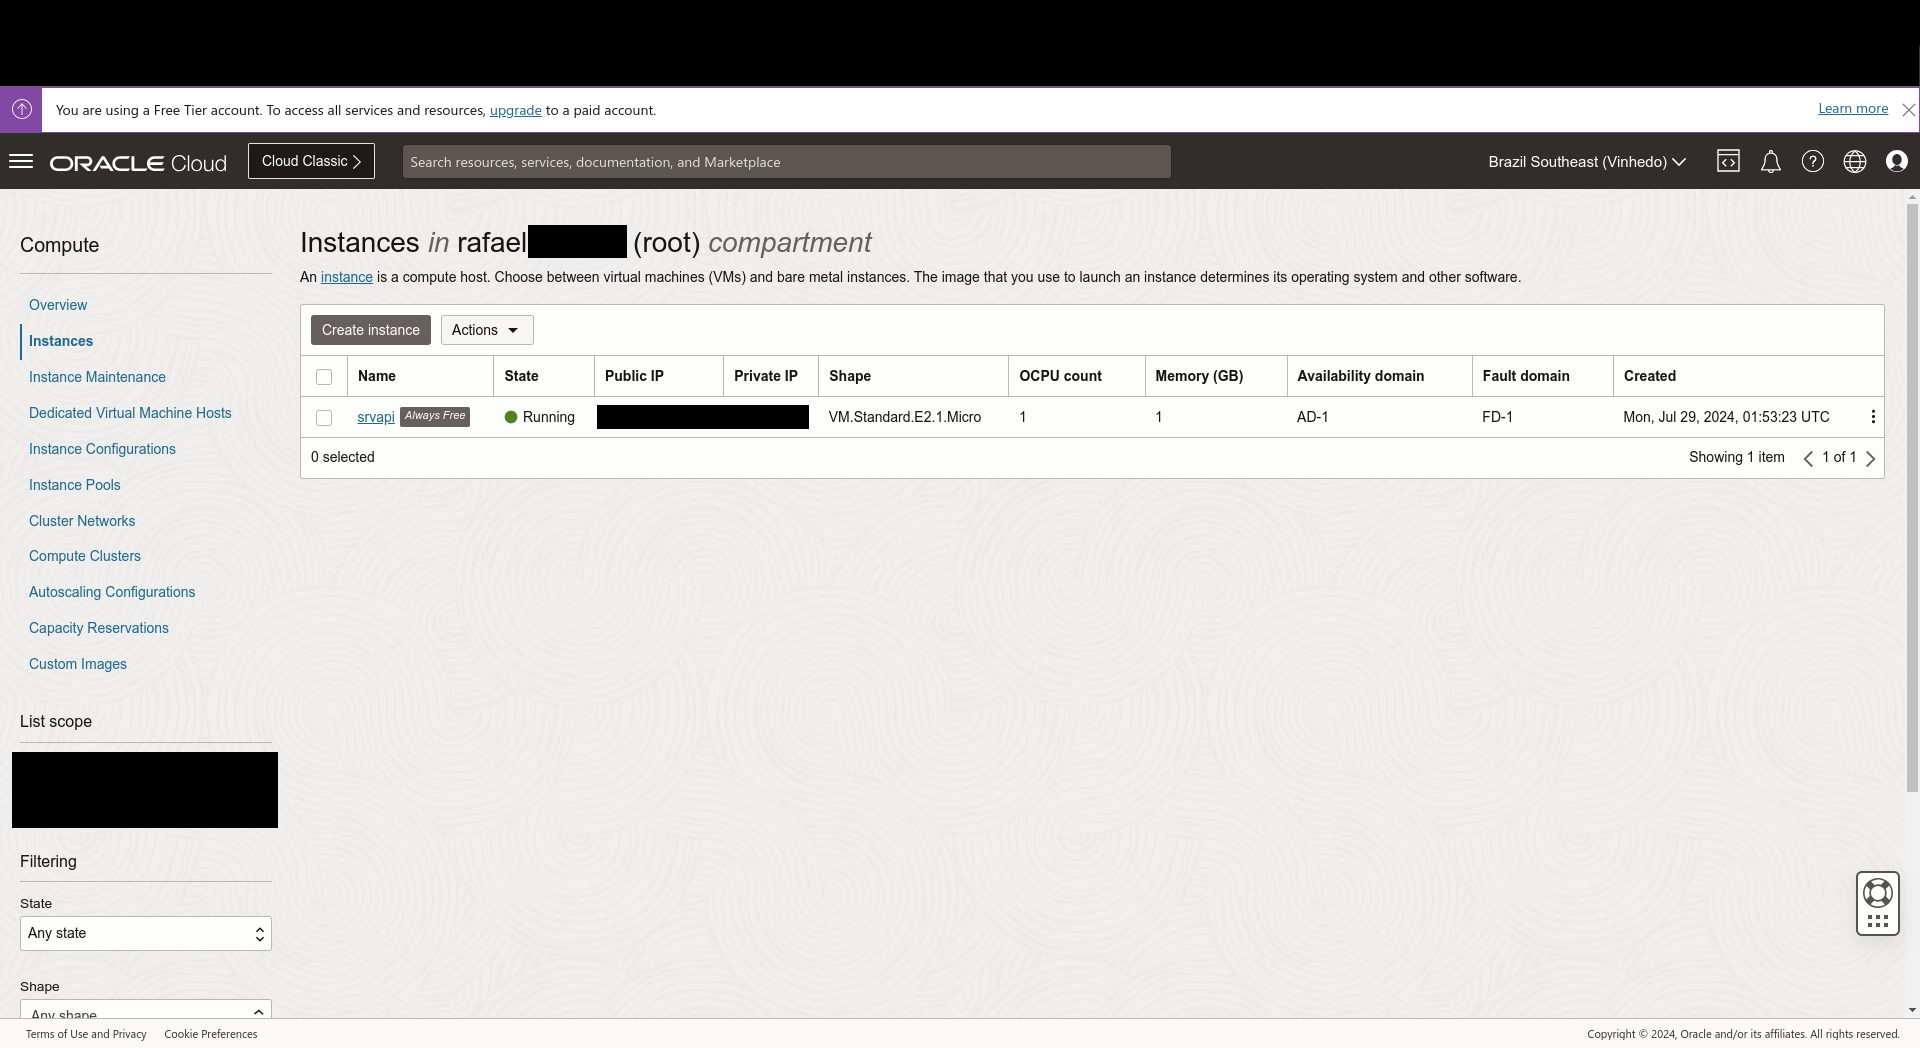 You are using a Free Tier account. To access all services and resources, upgrade to a paid account.
Learn more
ORACLE Cloud
Cloud Classic
Search resources, services, documentation, and Marketplace
Brazil Southeast (Vinhedo)
Compute
Overview
Instances
Instance Maintenance
Dedicated Virtual Machine Hosts
Instance Configurations
Instance Pools
Cluster Networks
Compute Clusters
Autoscaling Configurations
Capacity Reservations
Custom Images
List scope
Filtering
State
Any state
Shape
Any shape
Instances in rafael (root) compartment
An instance is a compute host. Choose between virtual machines (VMs) and bare metal instances. The image that you use to launch an instance determines its operating system and other software.
Create instance Actions
Name State Public IP Private IP Shape OCPU count Memory (GB) Availability domain Fault domain Created
srvapi Always Free Running VM.Standard.E2.1.Micro 1 1 AD-1 FD-1 Mon, Jul 29, 2024, 01:53:23 UTC
0 selected Showing 1 item 1 of 1
Terms of Use and Privacy Cookie Preferences
Copyright © 2024, Oracle and/or its affiliates. All rights reserved.